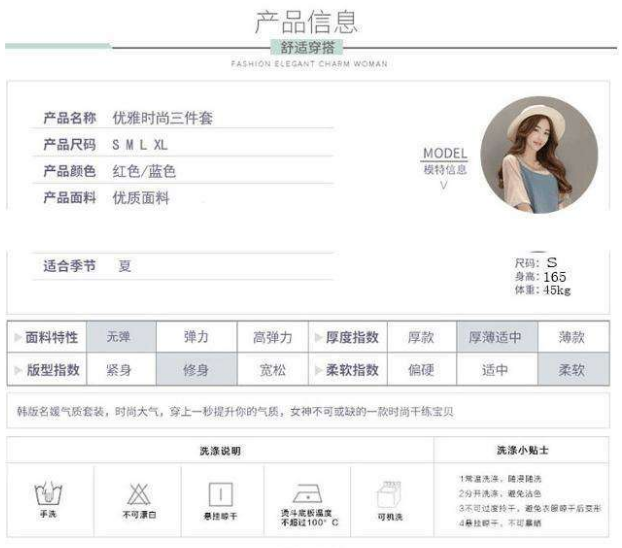 产品信息
舒适穿搭
FASHION ELEGANT CHARM WOMAN
产品名称 优雅时尚三件套
产品尺码 S M L XL
产品颜色 红色/蓝色
产品面料 优质面料
MODEL
模特信息
适合季节 夏
尺码: S
身高: 165
体重: 45kg
面料特性 无弹 弹力 高弹力 厚度指数 厚款 厚薄适中 薄款
版型指数 紧身 修身 宽松 柔软指数 偏硬 适中 柔软
韩版名媛气质套装，时尚大气，穿上一秒提升你的气质，女神不可或缺的一款时尚干练宝贝
洗涤说明 洗涤小贴士
手洗 不可漂白 悬挂晾干 烫斗底板温度 不超过100° C 可机洗
1常温洗涤、随浸随洗
2分开洗涤、避免沾色
3不可过度拧干、避免衣服晾干后变形
4悬挂晾干、不可暴晒